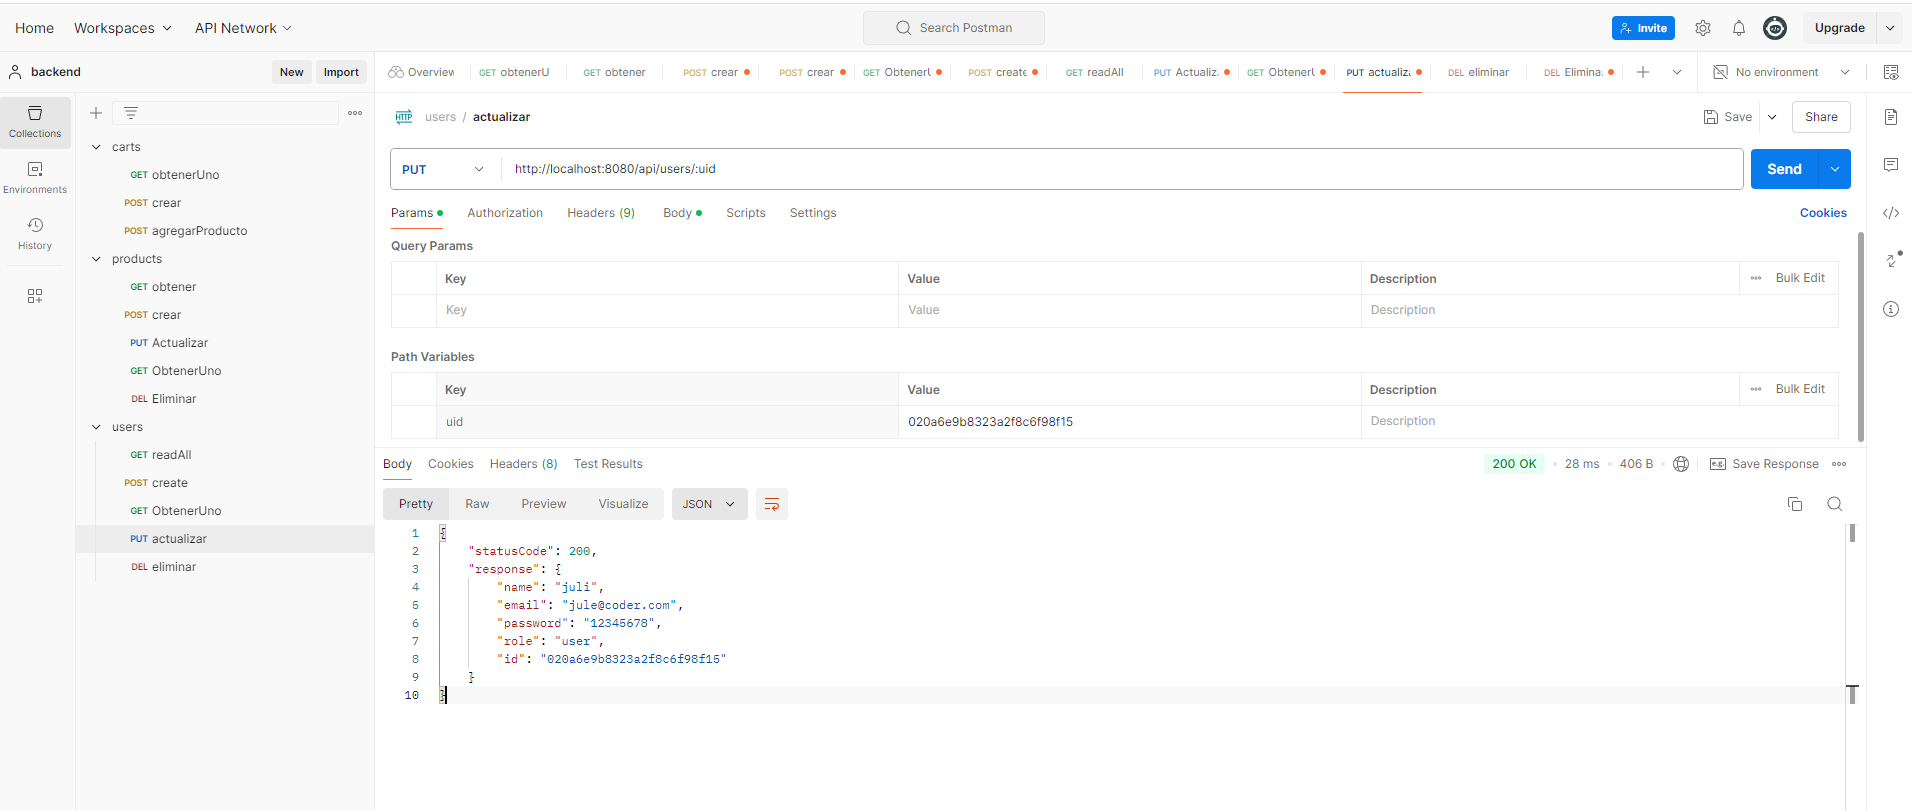 Home Workspaces API Network Search Postman Invite Upgrade
backend New Import
Overview GET obtenerU GET obtener POST crear POST crear GET Obtenerl POST create GET readAll PUT Actualiz. GET Obtenerl PUT actualiza DEL eliminar DEL Elimina. No environment
Collections
Environments
History
carts
GET obtenerUno
POST crear
POST agregarProducto
products
GET obtener
POST crear
PUT Actualizar
GET ObtenerUno
DEL Eliminar
users
GET readAll
POST create
GET ObtenerUno
PUT actualizar
DEL eliminar
HTTP users / actualizar Save Share
PUT http://localhost:8080/api/users/:uid Send
Params Authorization Headers (9) Body Scripts Settings Cookies
Query Params
Key Value Description Bulk Edit
Key Value Description
Path Variables
Key Value Description Bulk Edit
uid 020a6e9b8323a2f8c6f98f15 Description
Body Cookies Headers (8) Test Results 200 OK 28 ms 406 B e.g. Save Response
Pretty Raw Preview Visualize JSON
1 {
2 "statusCode": 200,
3 "response": {
4 "name": "juli",
5 "email": "jule@coder.com",
6 "password": "12345678",
7 "role": "user",
8 "id": "020a6e9b8323a2f8c6f98f15"
9 }
10 }